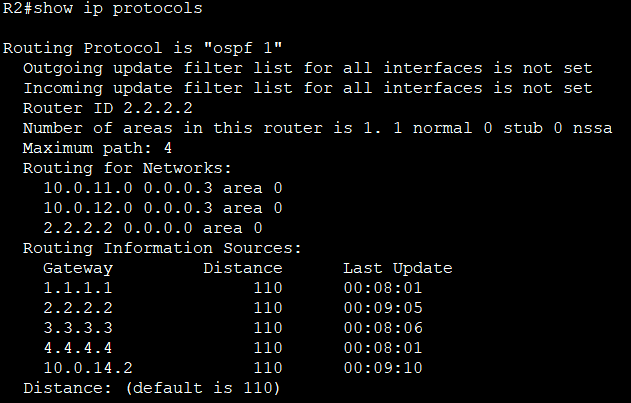 R2#show ip protocols
Routing Protocol is "ospf 1"
Outgoing update filter list for all interfaces is not set
Incoming update filter list for all interfaces is not set
Router ID 2.2.2.2
Number of areas in this router is 1. 1 normal 0 stub 0 nssa
Maximum path: 4
Routing for Networks:
10.0.11.0 0.0.0.3 area 0
10.0.12.0 0.0.0.3 area 0
2.2.2.2 0.0.0.0 area 0
Routing Information Sources:
Gateway Distance Last Update
1.1.1.1 110 00:08:01
2.2.2.2 110 00:09:05
3.3.3.3 110 00:08:06
4.4.4.4 110 00:08:01
10.0.14.2 110 00:09:10
Distance: (default is 110)